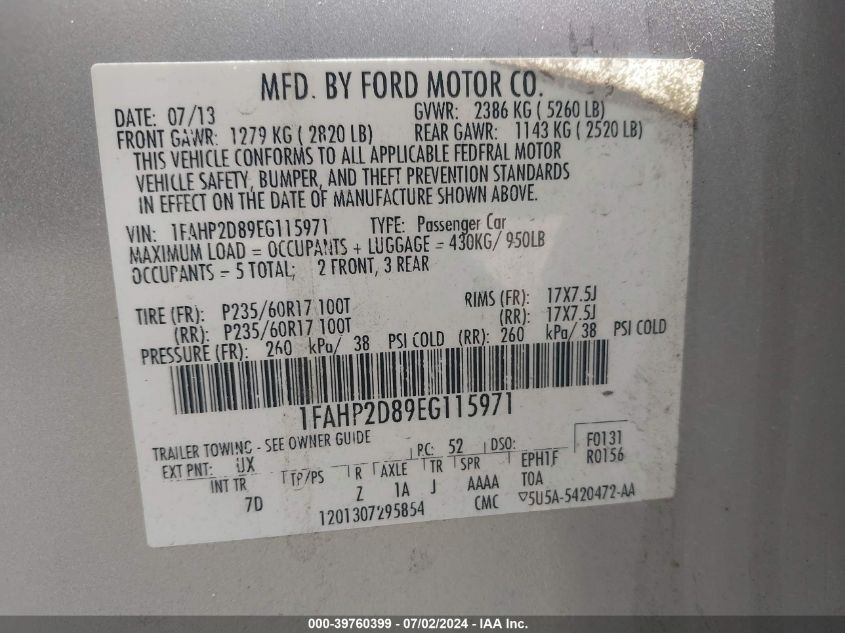 MFD. BY FORD MOTOR CO.
DATE: 07/13 GVWR: 2386 KG ( 5260 LB)
FRONT GAWR: 1279 KG ( 2820 LB) REAR GAWR: 1143 KG ( 2520 LB)
THIS VEHICLE CONFORMS TO ALL APPLICABLE FEDFRAL MOTOR
VEHICLE SAFETY, BUMPER, AND THEFT PREVENTION STANDARDS
IN EFFECT ON THE DATE OF MANUFACTURE SHOWN ABOVE.
VIN: 1FAHP2D89EG115971 TYPE: Passenger Car
MAXIMUM LOAD = OCCUPANTS + LUGGAGE = 430KG/ 950LB
OCCUPANTS = 5 TOTAL; 2 FRONT, 3 REAR
TIRE (FR): P235/60R17 100T RIMS (FR): 17X7.5J
(RR): P235/60R17 100T (RR): 17X7.5J
PRESSURE (FR): 260 kPa/ 38 PSI COLD (RR): 260 kPa/ 38 PSI COLD
1FAHP2D89EG115971
TRAILER TOWING - SEE OWNER GUIDE PC: 52 DSO: F0131
EXT PNT: UX TP/PS R AXLE TR SPR EPH1F R0156
INT TR Z 1A J AAAA TOA
7D 1201307295854 CMC ▽5U5A-5420472-AA
000-39760399 - 07/02/2024 - IAA Inc.